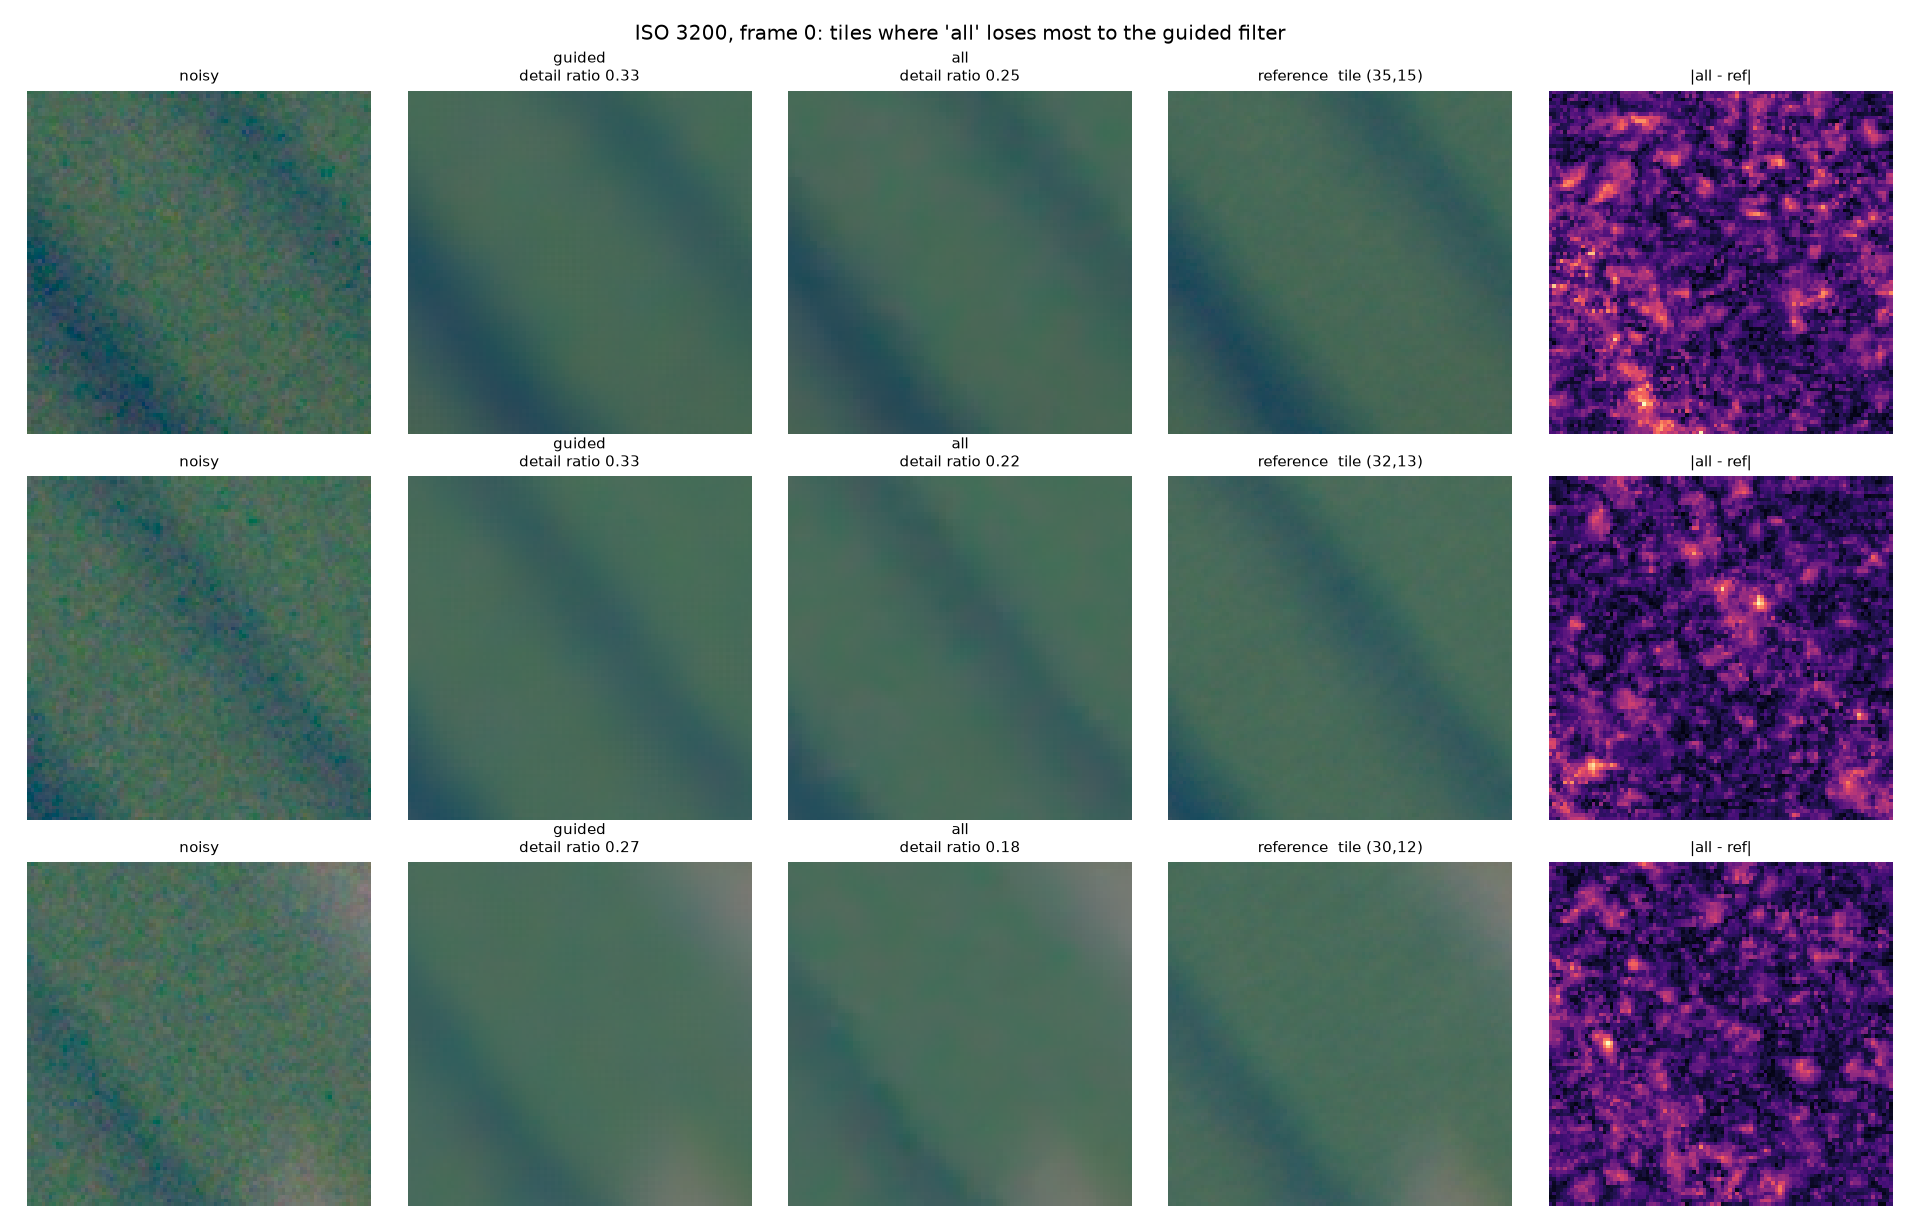 ISO 3200, frame 0: tiles where 'all' loses most to the guided filter
noisy
guided
detail ratio 0.33
all
detail ratio 0.25
reference  tile (35,15)
|all - ref|
noisy
guided
detail ratio 0.33
all
detail ratio 0.22
reference  tile (32,13)
|all - ref|
noisy
guided
detail ratio 0.27
all
detail ratio 0.18
reference  tile (30,12)
|all - ref|